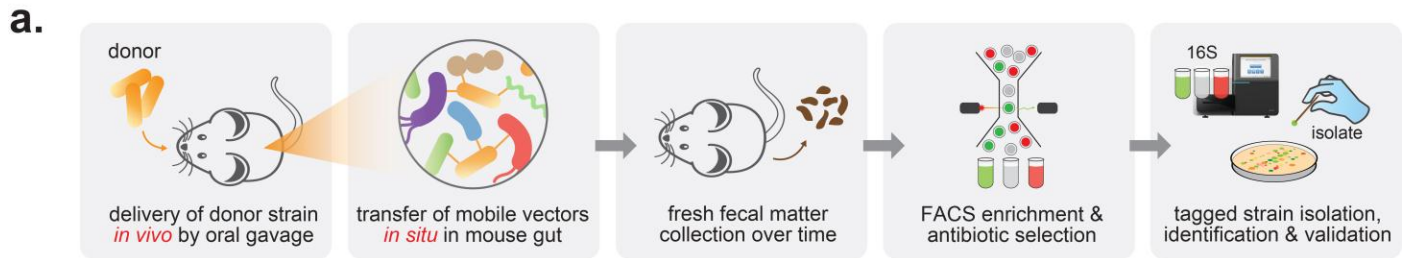 a.
donor
delivery of donor strain
in vivo by oral gavage
transfer of mobile vectors
in situ in mouse gut
fresh fecal matter
collection over time
FACS enrichment &
antibiotic selection
16S
isolate
tagged strain isolation,
identification & validation